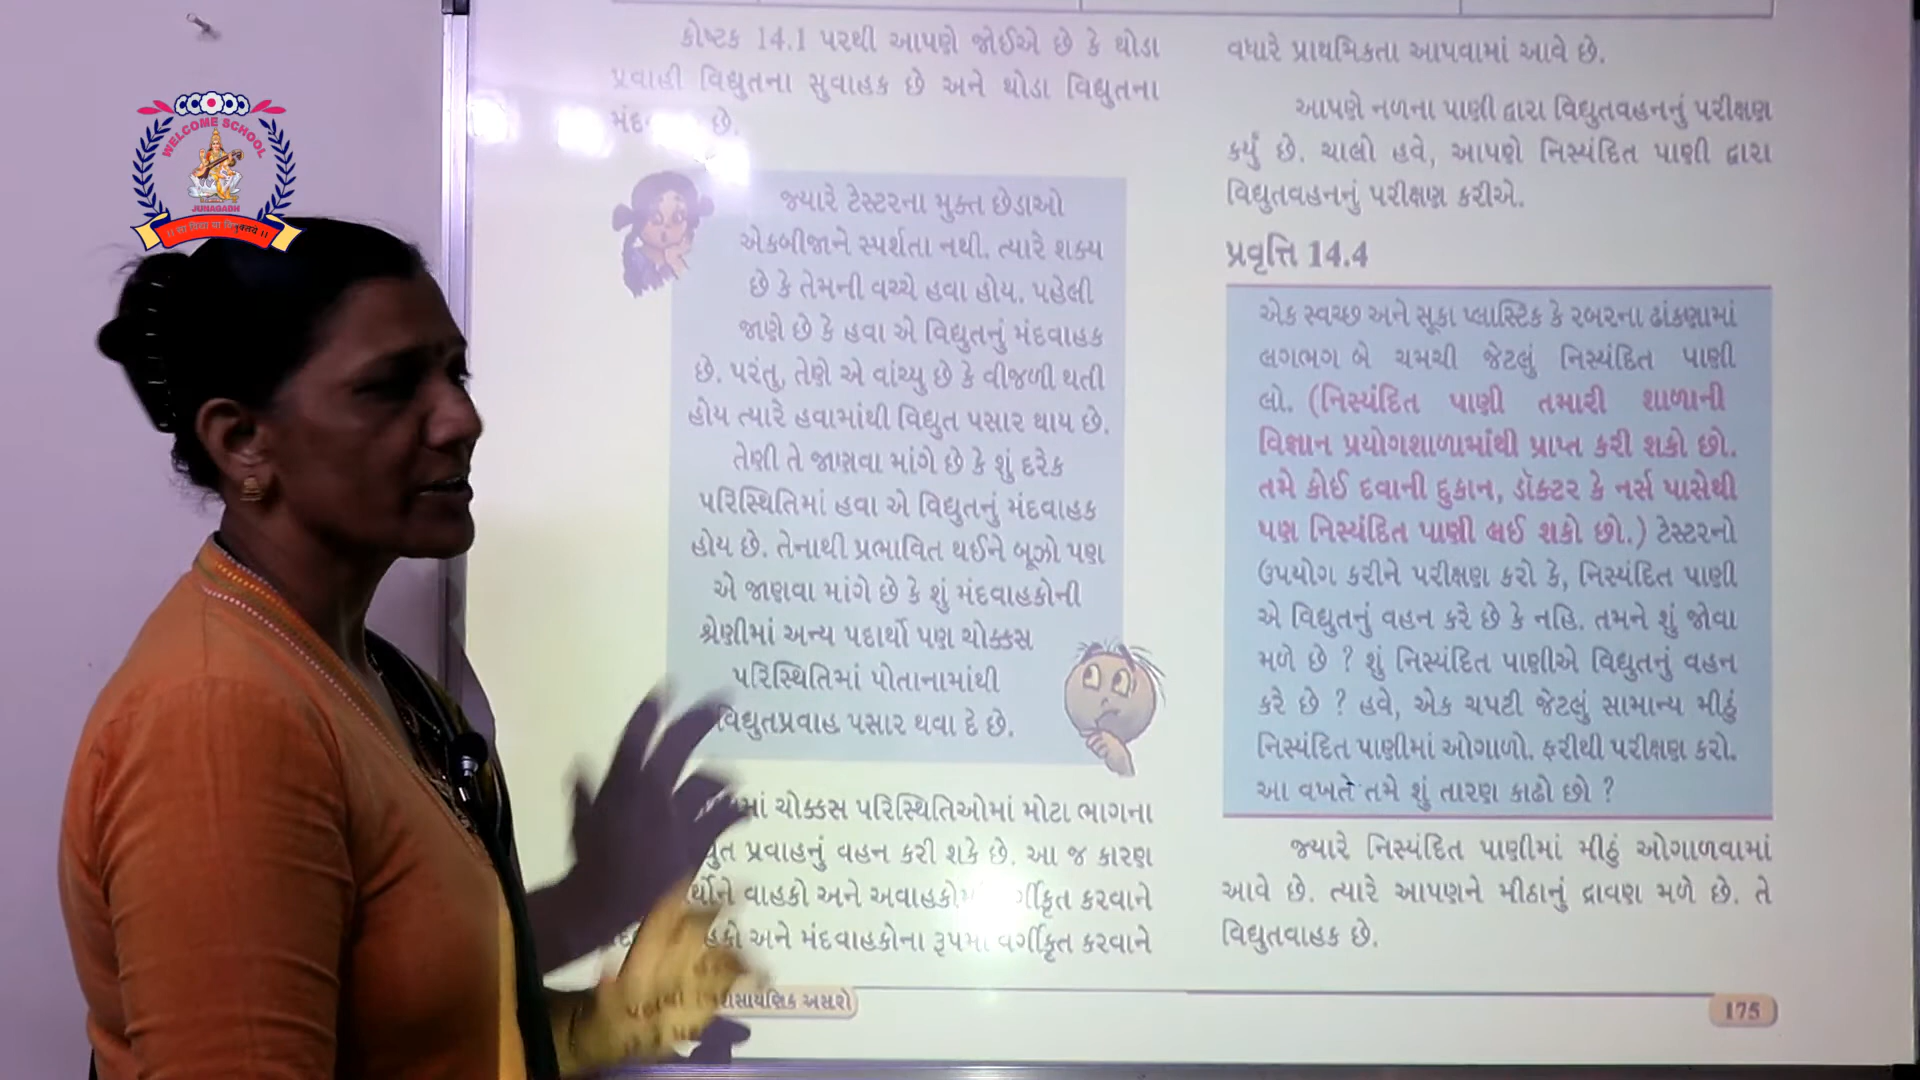 WELCOME SCHOOL
JUNAGADH
|| सा विद्या या विमुक्तये ||
કોષ્ટક 14.1 પરથી આપણે જોઈએ છે કે થોડા
પ્રવાહી વિદ્યુતના સુવાહક છે અને થોડા વિદ્યુતના
છે.
જ્યારે ટેસ્ટરના મુક્ત છેડાઓ
એકબીજાને સ્પર્શતા નથી. ત્યારે શક્ય
છે કે તેમની વચ્ચે હવા હોય. પહેલી
જાણે છે કે હવા એ વિદ્યુતનું મંદવાહક
છે. પરંતુ, તેણે એ વાંચ્યુ છે કે વીજળી થતી
હોય ત્યારે હવામાંથી વિદ્યુત પસાર થાય છે.
તેણી તે જાણવા માંગે છે કે શું દરેક
પરિસ્થિતિમાં હવા એ વિદ્યુતનું મંદવાહક
હોય છે. તેનાથી પ્રભાવિત થઈને બૂઝો પણ
એ જાણવા માંગે છે કે શું મંદવાહકોની
શ્રેણીમાં અન્ય પદાર્થો પણ ચોક્કસ
પરિસ્થિતિમાં પોતાનામાંથી
વિદ્યુતપ્રવાહ પસાર થવા દે છે.
ચોક્કસ પરિસ્થિતિઓમાં મોટા ભાગના
પ્રવાહનું વહન કરી શકે છે. આ જ કારણ
વાહકો અને અવાહકોમાં વર્ગીકૃત કરવાને
અને મંદવાહકોના રૂપમાં વર્ગીકૃત કરવાને
અસરો
વધારે પ્રાથમિકતા આપવામાં આવે છે.
આપણે નળના પાણી દ્વારા વિદ્યુતવહનનું પરીક્ષણ
કર્યું છે. ચાલો હવે, આપણે નિસ્યંદિત પાણી દ્વારા
વિદ્યુતવહનનું પરીક્ષણ કરીએ.
પ્રવૃત્તિ 14.4
એક સ્વચ્છ અને સૂકા પ્લાસ્ટિક કે રબરના ઢાંકણામાં
લગભગ બે ચમચી જેટલું નિસ્યંદિત પાણી
લો. (નિસ્યંદિત પાણી તમારી શાળાની
વિજ્ઞાન પ્રયોગશાળામાંથી પ્રાપ્ત કરી શકો છો.
તમે કોઈ દવાની દુકાન, ડૉક્ટર કે નર્સ પાસેથી
પણ નિસ્યંદિત પાણી લઈ શકો છો.) ટેસ્ટરનો
ઉપયોગ કરીને પરીક્ષણ કરો કે, નિસ્યંદિત પાણી
એ વિદ્યુતનું વહન કરે છે કે નહિ. તમને શું જોવા
મળે છે ? શું નિસ્યંદિત પાણીએ વિદ્યુતનું વહન
કરે છે ? હવે, એક ચપટી જેટલું સામાન્ય મીઠું
નિસ્યંદિત પાણીમાં ઓગાળો. ફરીથી પરીક્ષણ કરો.
આ વખતે તમે શું તારણ કાઢો છો ?
જ્યારે નિસ્યંદિત પાણીમાં મીઠું ઓગાળવામાં
આવે છે. ત્યારે આપણને મીઠાનું દ્રાવણ મળે છે. તે
વિદ્યુતવાહક છે.
175